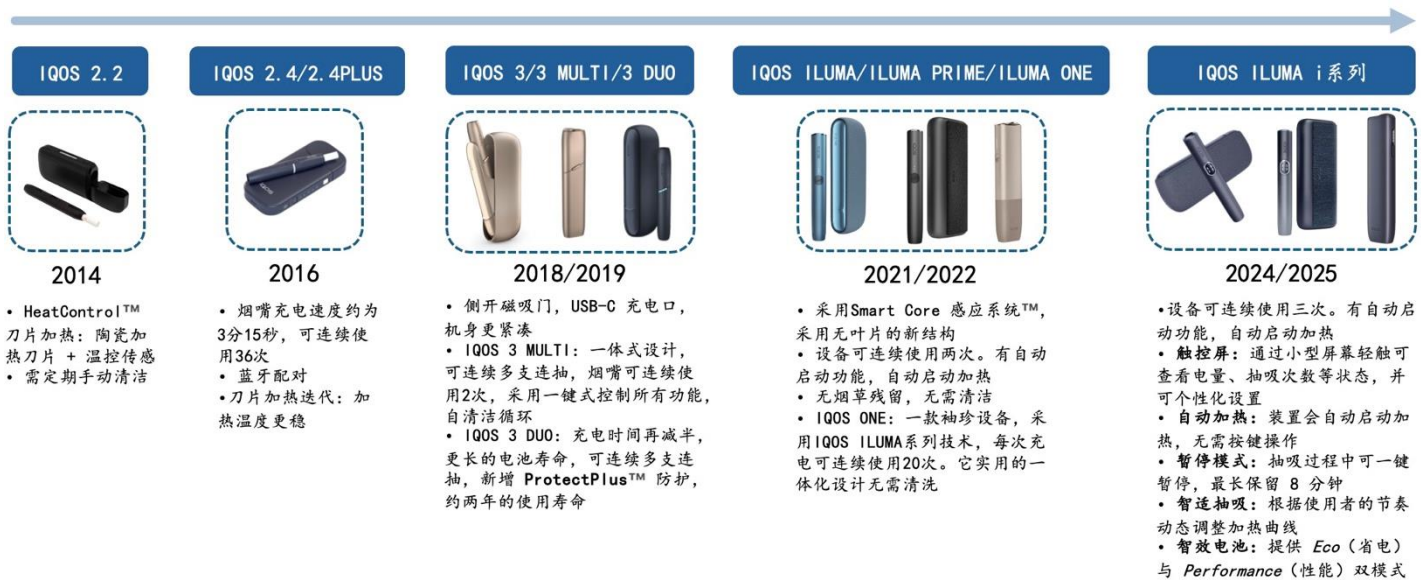 IQOS 2.2
2014
• HeatControl™
刀片加热：陶瓷加
热刀片 + 温控传感
• 需定期手动清洁
IQOS 2.4/2.4PLUS
2016
• 烟嘴充电速度约为
3分15秒，可连续使
用36次
• 蓝牙配对
•刀片加热迭代：加
热温度更稳
IQOS 3/3 MULTI/3 DUO
2018/2019
• 侧开磁吸门，USB-C 充电口，
机身更紧凑
• IQOS 3 MULTI：一体式设计，
可连续多支连抽，烟嘴可连续使
用2次，采用一键式控制所有功能，
自清洁循环
• IQOS 3 DUO：充电时间再减半，
更长的电池寿命，可连续多支连
抽，新增 ProtectPlus™ 防护，
约两年的使用寿命
IQOS ILUMA/ILUMA PRIME/ILUMA ONE
2021/2022
• 采用Smart Core 感应系统™，
采用无叶片的新结构
• 设备可连续使用两次。有自动
启动功能，自动启动加热
• 无烟草残留，无需清洁
• IQOS ONE：一款袖珍设备，采
用IQOS ILUMA系列技术，每次充
电可连续使用20次。它实用的一
体化设计无需清洗
IQOS ILUMA i系列
2024/2025
•设备可连续使用三次。有自动启
动功能，自动启动加热
• 触控屏：通过小型屏幕轻触可
查看电量、抽吸次数等状态，并
可个性化设置
• 自动加热：装置会自动启动加
热，无需按键操作
• 暂停模式：抽吸过程中可一键
暂停，最长保留 8 分钟
• 智适抽吸：根据使用者的节奏
动态调整加热曲线
• 智效电池：提供 Eco（省电）
与 Performance（性能）双模式